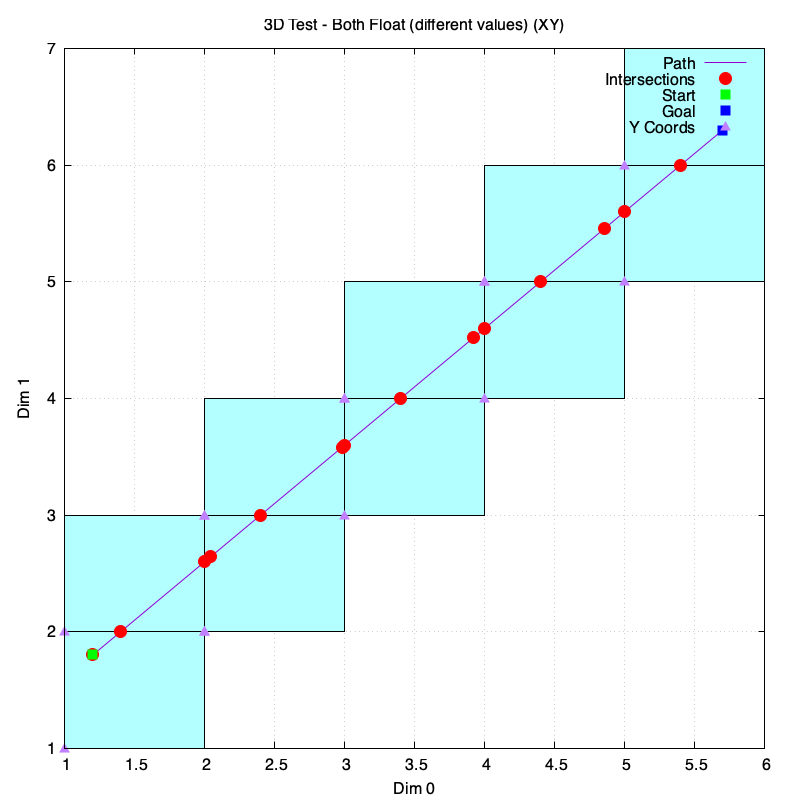 3D Test - Both Float (different values) (XY)
7
Path
Intersections
Start
Goal
Y Coords
6
5
4
Dim 1
3
2
1
1 1.5 2 2.5 3 3.5 4 4.5 5 5.5 6
Dim 0